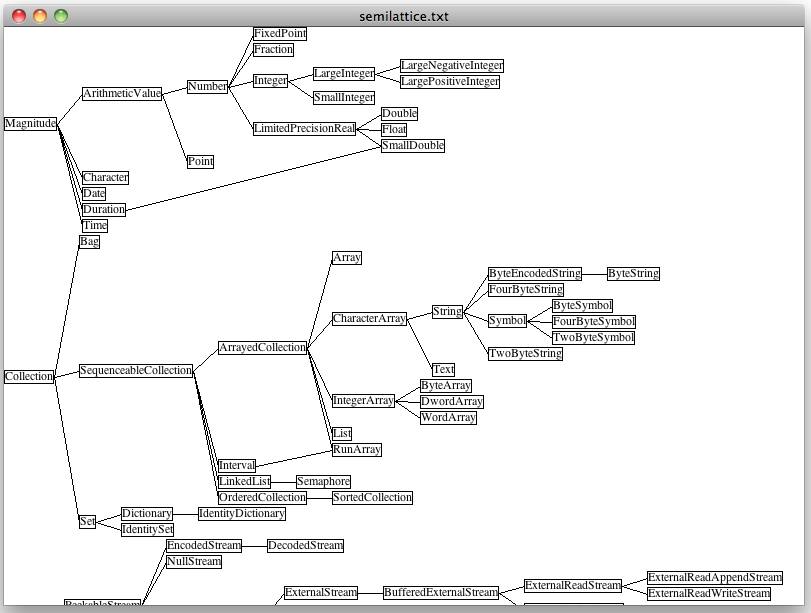 semilattice.txt
FixedPoint
Fraction
LargeNegativeInteger
LargeInteger
Integer
LargePositiveInteger
Number
ArithmeticValue
SmallInteger
Double
Magnitude
LimitedPrecisionReal
Float
SmallDouble
Point
Character
Date
Duration
Time
Bag
Array
ByteEncodedString
ByteString
FourByteString
ByteSymbol
String
CharacterArray
Symbol
FourByteSymbol
TwoByteSymbol
ArrayedCollection
TwoByteString
SequenceableCollection
Text
Collection
ByteArray
IntegerArray
DwordArray
WordArray
List
RunArray
Interval
LinkedList
Semaphore
OrderedCollection
SortedCollection
Dictionary
IdentityDictionary
Set
IdentitySet
EncodedStream
DecodedStream
NullStream
ExternalReadAppendStream
ExternalReadStream
ExternalStream
BufferedExternalStream
ExternalReadWriteStream
PeekableStream